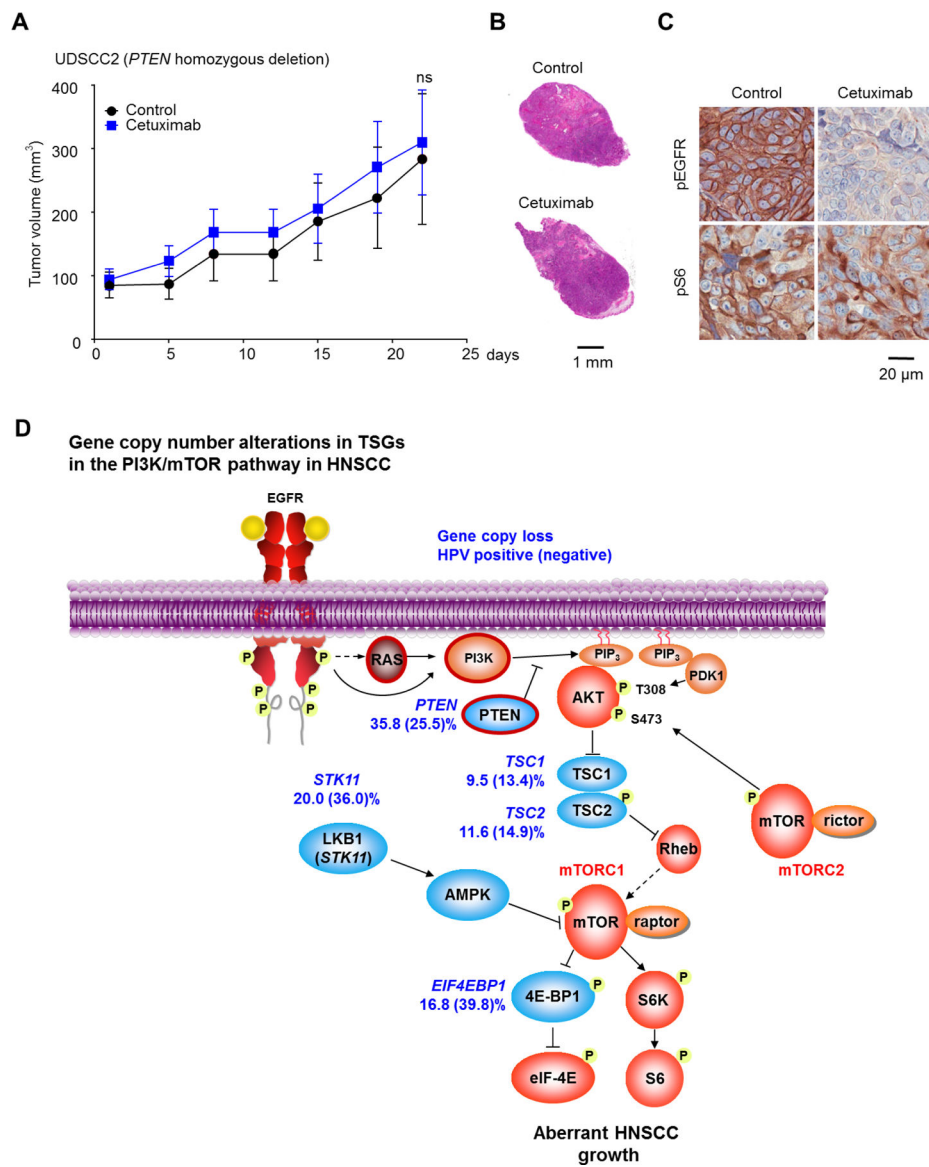 A
UDSCC2 (PTEN homozygous deletion)
ns
Control
Cetuximab
Tumor volume (mm3)
400
300
200
100
0
0 5 10 15 20 25 days
B
Control
Cetuximab
1 mm
C
Control Cetuximab
pEGFR
pS6
20 µm
D
Gene copy number alterations in TSGs
in the PI3K/mTOR pathway in HNSCC
EGFR
Gene copy loss
HPV positive (negative)
P P
P P
P P
RAS
PI3K
PIP3
PIP3
PDK1
PTEN
35.8 (25.5)%
PTEN
AKT
P T308
P S473
TSC1
9.5 (13.4)%
TSC1
TSC2
11.6 (14.9)%
TSC2
P
STK11
20.0 (36.0)%
LKB1
(STK11)
AMPK
Rheb
P
mTOR
rictor
mTORC2
mTORC1
P
mTOR
raptor
EIF4EBP1
16.8 (39.8)%
4E-BP1
P
S6K
P
eIF-4E
P
S6
P
Aberrant HNSCC
growth